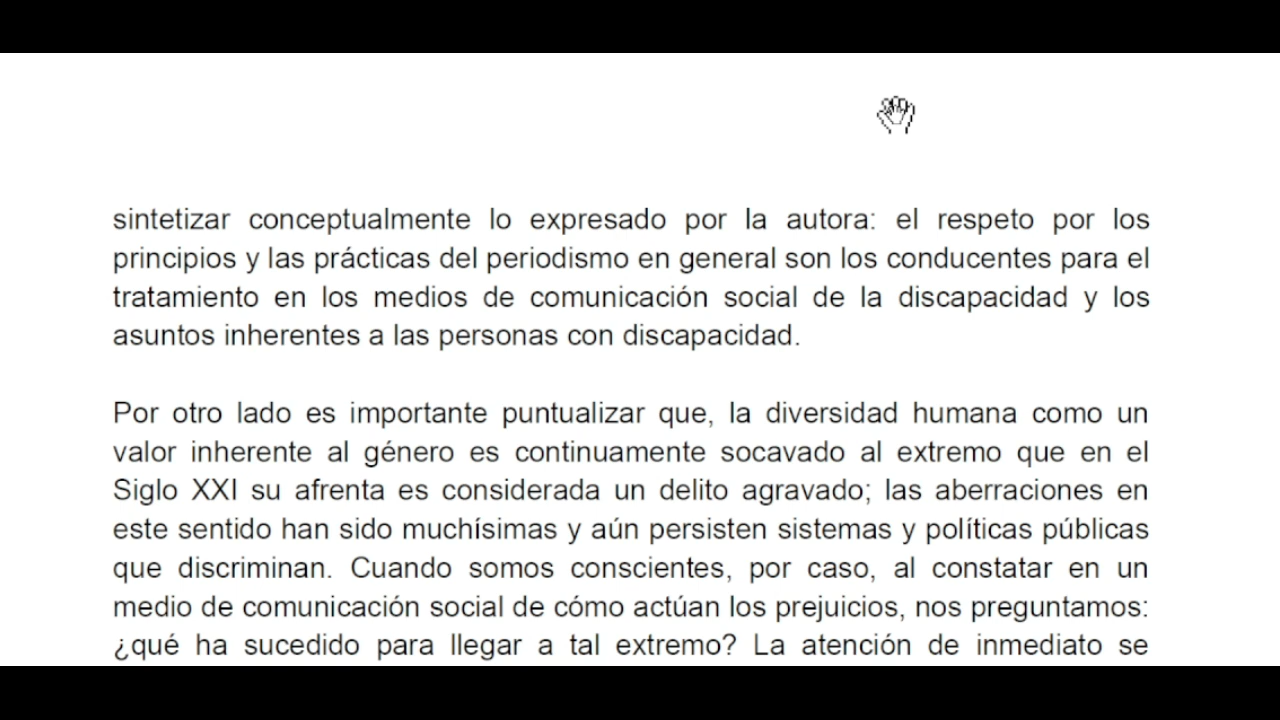 sintetizar conceptualmente lo expresado por la autora: el respeto por los
principios y las prácticas del periodismo en general son los conducentes para el
tratamiento en los medios de comunicación social de la discapacidad y los
asuntos inherentes a las personas con discapacidad.
Por otro lado es importante puntualizar que, la diversidad humana como un
valor inherente al género es continuamente socavado al extremo que en el
Siglo XXI su afrenta es considerada un delito agravado; las aberraciones en
este sentido han sido muchísimas y aún persisten sistemas y políticas públicas
que discriminan. Cuando somos conscientes, por caso, al constatar en un
medio de comunicación social de cómo actúan los prejuicios, nos preguntamos:
¿qué ha sucedido para llegar a tal extremo? La atención de inmediato se